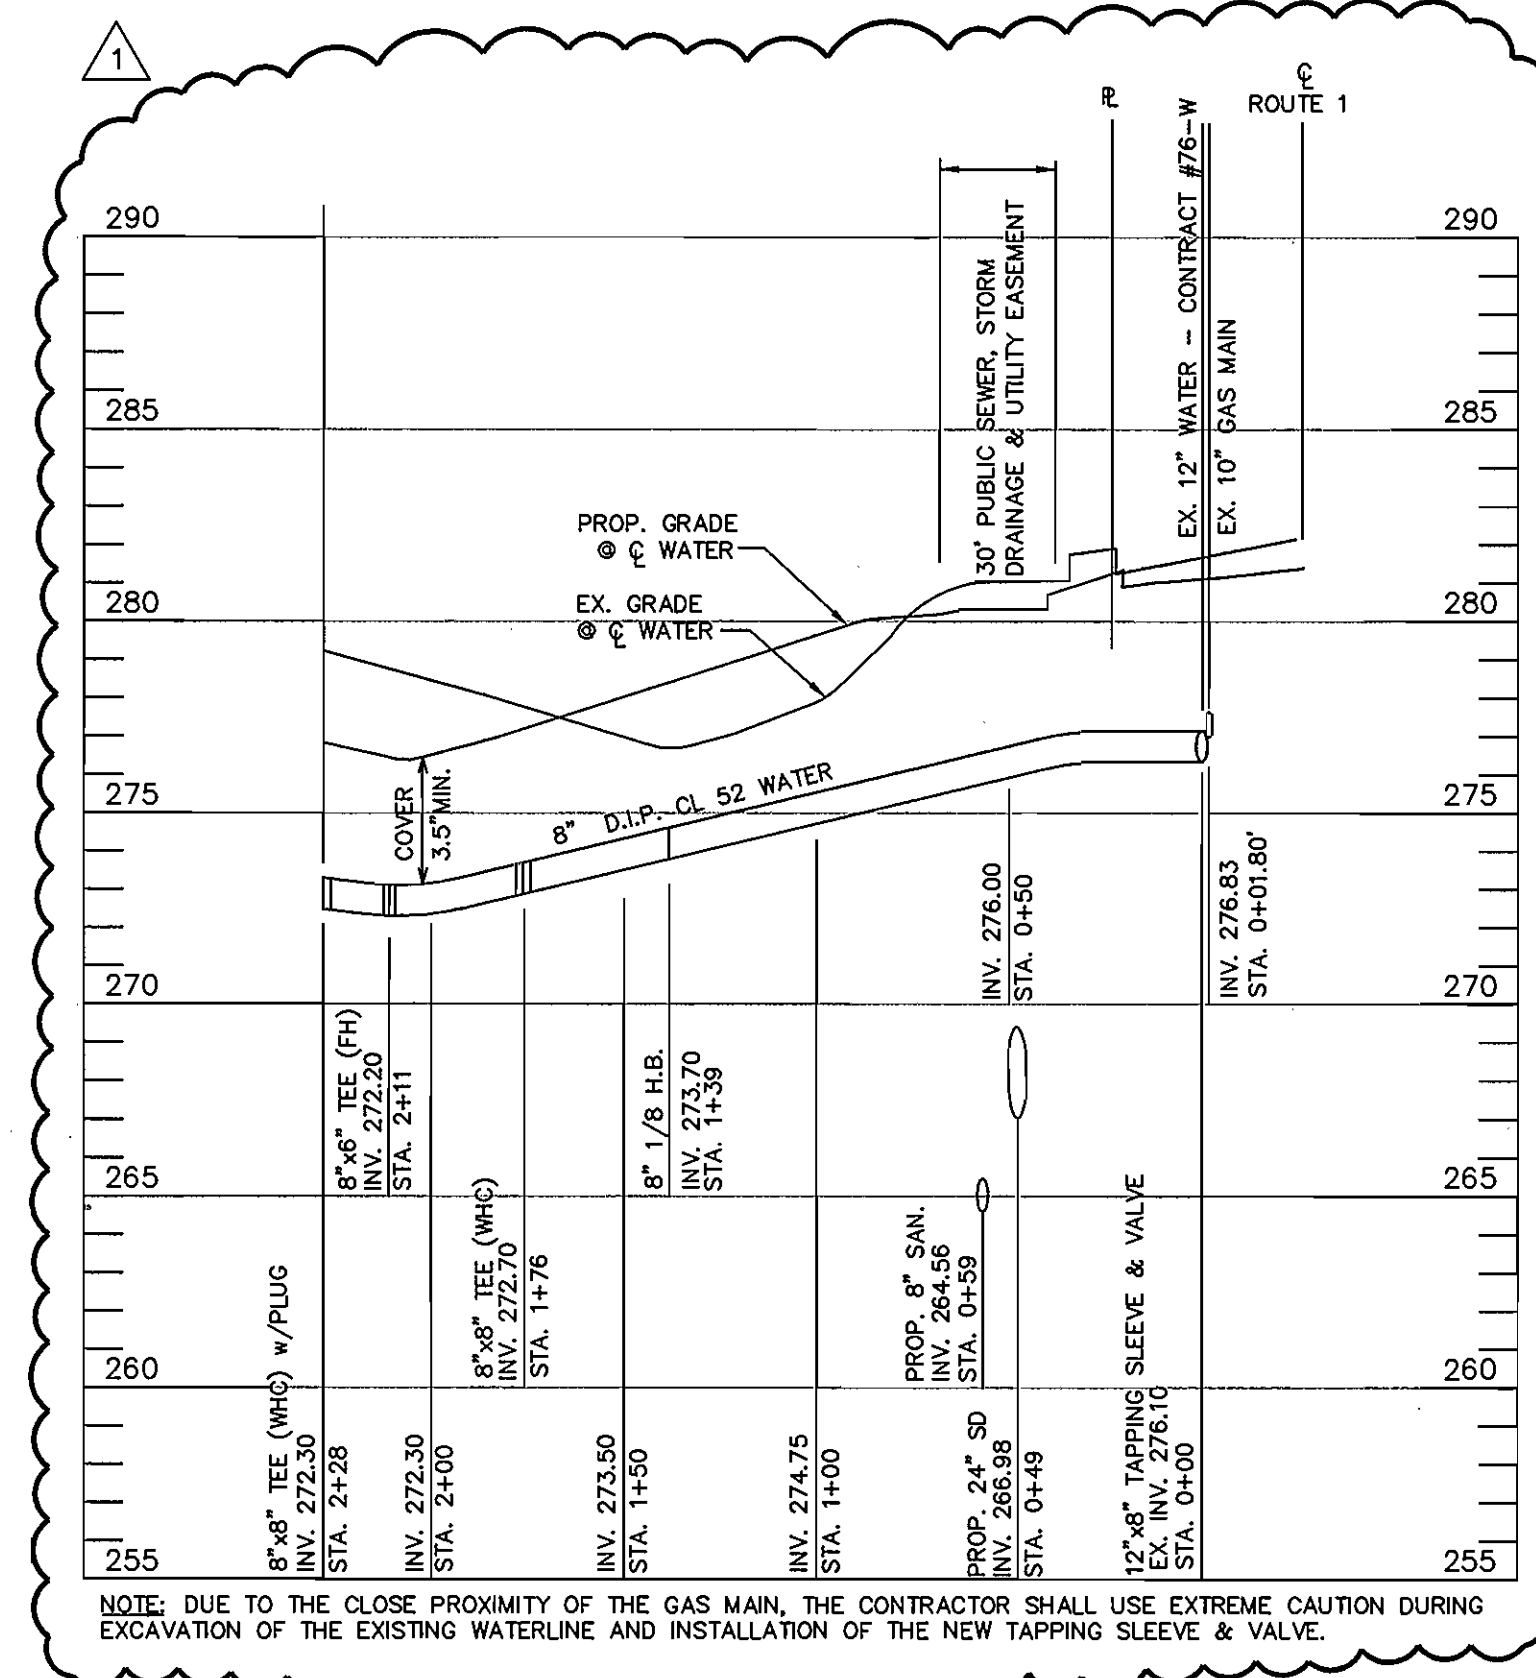 1
℄
ROUTE 1
℞
EX. 12" WATER - CONTRACT #76-W
EX. 10" GAS MAIN
30' PUBLIC SEWER, STORM
DRAINAGE & UTILITY EASEMENT
290
290
285
285
PROP. GRADE
@ ℄ WATER
EX. GRADE
@ ℄ WATER
280
280
275
275
COVER
3.5" MIN.
8" D.I.P. CL 52 WATER
INV. 276.00
STA. 0+50
INV. 276.83
STA. 0+01.80'
270
270
8"x6" TEE (FH)
INV. 272.20
STA. 2+11
8" 1/8 H.B.
INV. 273.70
STA. 1+39
265
265
8"x8" TEE (WHC)
INV. 272.70
STA. 1+76
PROP. 8" SAN.
INV. 264.56
STA. 0+59
260
260
8"x8" TEE (WHC) w/PLUG
INV. 272.30
STA. 2+28
INV. 272.30
STA. 2+00
INV. 273.50
STA. 1+50
INV. 274.75
STA. 1+00
PROP. 24" SD
INV. 266.98
STA. 0+49
12"x8" TAPPING SLEEVE & VALVE
EX. INV. 276.10
STA. 0+00
255
255
NOTE: DUE TO THE CLOSE PROXIMITY OF THE GAS MAIN, THE CONTRACTOR SHALL USE EXTREME CAUTION DURING
EXCAVATION OF THE EXISTING WATERLINE AND INSTALLATION OF THE NEW TAPPING SLEEVE & VALVE.